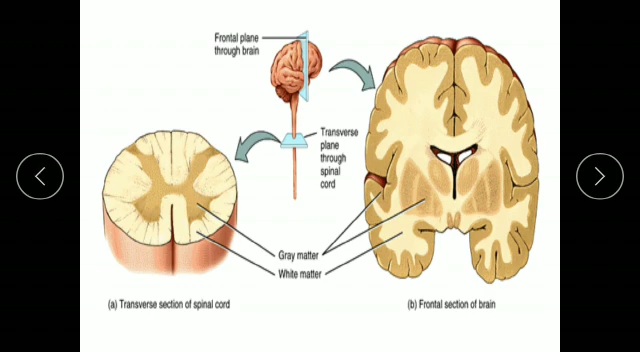 Frontal plane
through brain
Transverse
plane
through
spinal
cord
Gray matter
White matter
(a) Transverse section of spinal cord
(b) Frontal section of brain